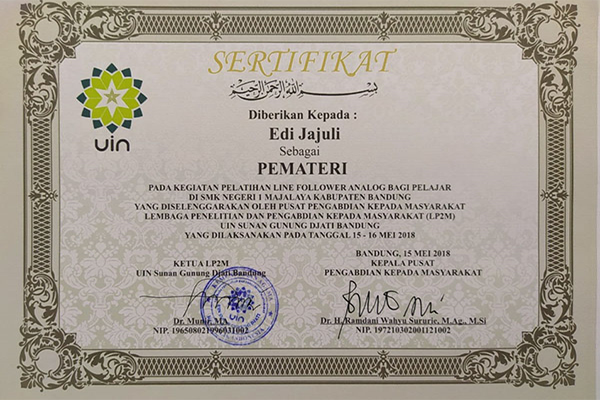 SERTIFIKAT
بسم الله الرحمن الرحيم
uin
Diberikan Kepada :
Edi Jajuli
Sebagai
PEMATERI
PADA KEGIATAN PELATIHAN LINE FOLLOWER ANALOG BAGI PELAJAR
DI SMK NEGERI 1 MAJALAYA KABUPATEN BANDUNG
YANG DISELENGGARAKAN OLEH PUSAT PENGABDIAN KEPADA MASYARAKAT
LEMBAGA PENELITIAN DAN PENGABDIAN KEPADA MASYARAKAT (LP2M)
UIN SUNAN GUNUNG DJATI BANDUNG
YANG DILAKSANAKAN PADA TANGGAL 15 - 16 MEI 2018
KETUA LP2M
UIN Sunan Gunung Djati Bandung
Dr. Munir, MA.
NIP. 196508021996031002
BANDUNG, 15 MEI 2018
KEPALA PUSAT
PENGABDIAN KEPADA MASYARAKAT
Dr. H. Ramdani Wahyu Sururie, M.Ag., M.Si
NIP. 197210302001121002
uin